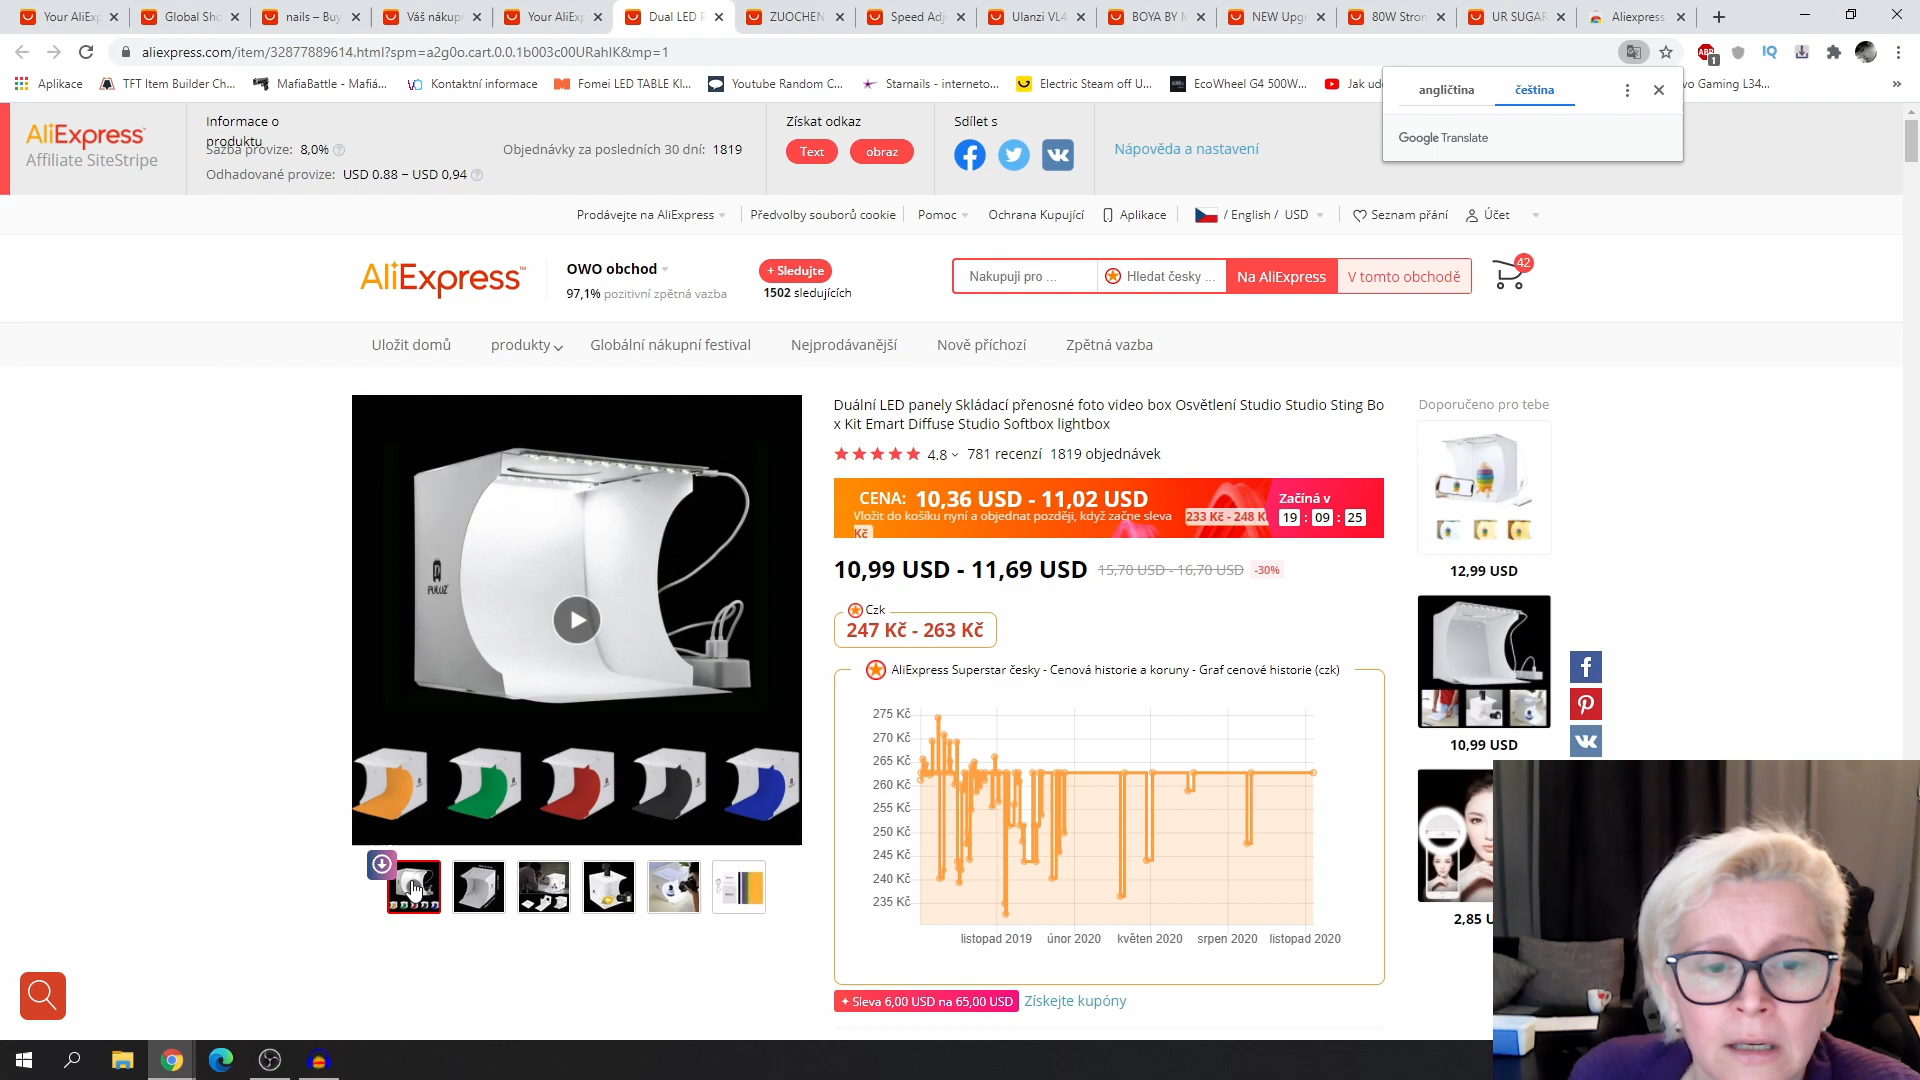 Your AliExp
Global Sho
nails – Buy
Váš nákup
Your AliExp
Dual LED P
ZUOCHEN
Speed Adj
Ulanzi VL4
BOYA BY M
NEW Upgr
80W Stron
UR SUGAR
Aliexpress
aliexpress.com/item/32877889614.html?spm=a2g0o.cart.0.0.1b003c00URahIK&mp=1
Aplikace
TFT Item Builder Ch...
MafiaBattle - Mafiá...
Kontaktní informace
Fomei LED TABLE Kl...
Youtube Random C...
Starnails - interneto...
Electric Steam off U...
EcoWheel G4 500W...
Jak ud
vo Gaming L34...
angličtina
čeština
Google Translate
AliExpress
Affiliate SiteStripe
Informace o
produktu
Sazba provize: 8,0%
Objednávky za posledních 30 dní: 1819
Odhadované provize: USD 0.88 – USD 0,94
Získat odkaz
Text
obraz
Sdílet s
Nápověda a nastavení
Prodávejte na AliExpress
Předvolby souborů cookie
Pomoc
Ochrana Kupující
Aplikace
/ English / USD
Seznam přání
Účet
AliExpress
OWO obchod
97,1% pozitivní zpětná vazba
+ Sledujte
1502 sledujících
Nakupuji pro ...
Hledat česky ...
Na AliExpress
V tomto obchodě
42
Uložit domů
produkty
Globální nákupní festival
Nejprodávanější
Nově příchozí
Zpětná vazba
PULUZ
Duální LED panely Skládací přenosné foto video box Osvětlení Studio Studio Sting Bo
x Kit Emart Diffuse Studio Softbox lightbox
4.8
781 recenzí
1819 objednávek
CENA: 10,36 USD - 11,02 USD
Vložit do košíku nyní a objednat později, když začne sleva
233 Kč - 248 K
Kč
Začíná v
19 : 09 : 25
10,99 USD - 11,69 USD
15,70 USD - 16,70 USD
-30%
Czk
247 Kč - 263 Kč
AliExpress Superstar česky - Cenová historie a koruny - Graf cenové historie (czk)
275 Kč
270 Kč
265 Kč
260 Kč
255 Kč
250 Kč
245 Kč
240 Kč
235 Kč
listopad 2019
únor 2020
květen 2020
srpen 2020
listopad 2020
Sleva 6,00 USD na 65,00 USD
Získejte kupóny
Doporučeno pro tebe
12,99 USD
10,99 USD
2,85 U